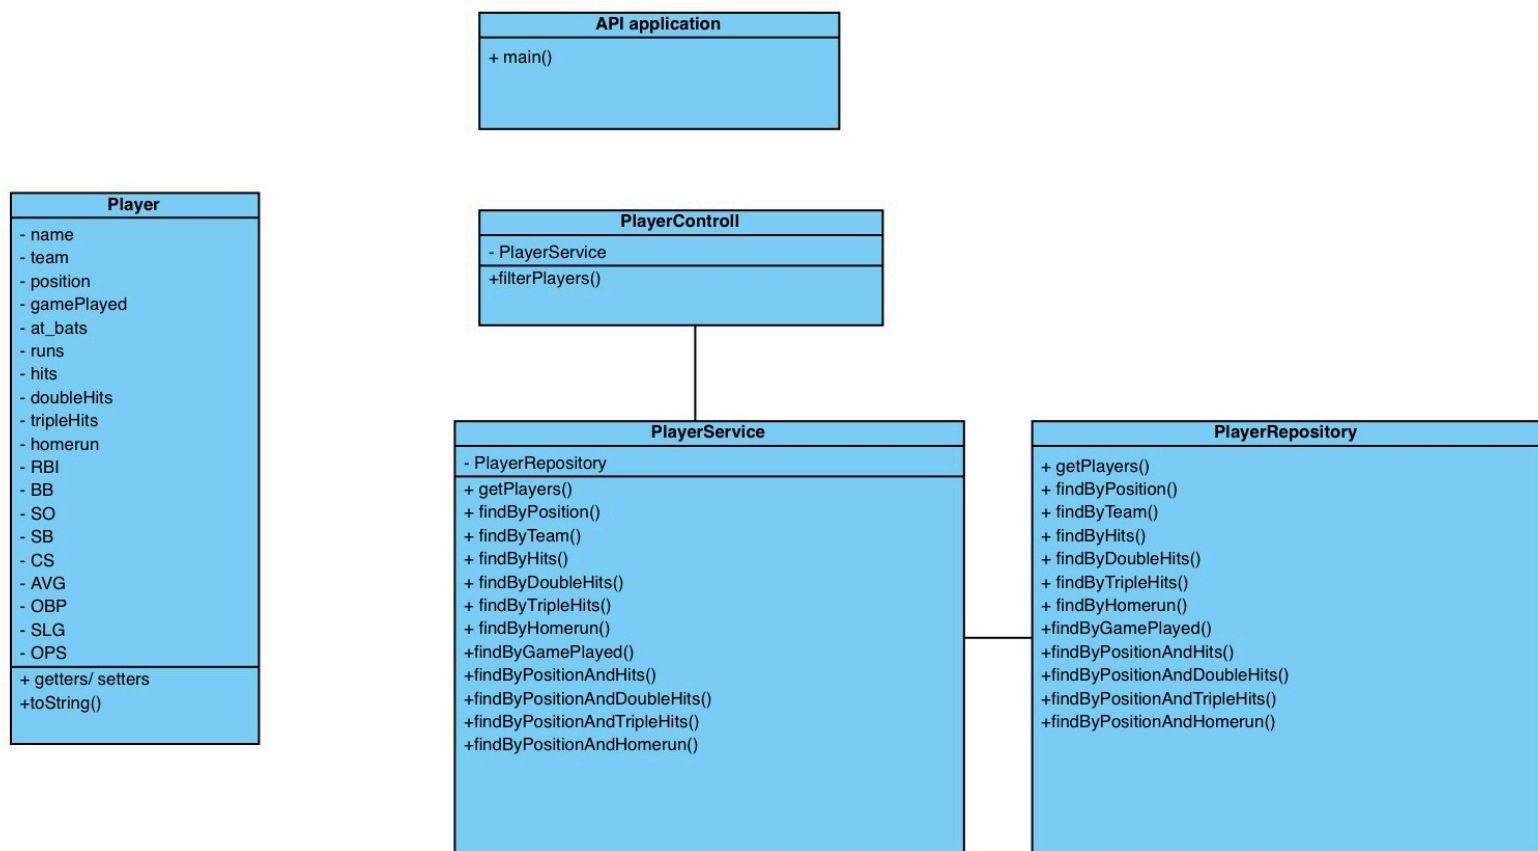 API application
+ main()
Player
- name
- team
- position
- gamePlayed
- at_bats
- runs
- hits
- doubleHits
- tripleHits
- homerun
- RBI
- BB
- SO
- SB
- CS
- AVG
- OBP
- SLG
- OPS
+ getters/ setters
+toString()
PlayerControll
- PlayerService
+filterPlayers()
PlayerService
- PlayerRepository
+ getPlayers()
+ findByPosition()
+ findByTeam()
+ findByHits()
+ findByDoubleHits()
+ findByTripleHits()
+ findByHomerun()
+findByGamePlayed()
+findByPositionAndHits()
+findByPositionAndDoubleHits()
+findByPositionAndTripleHits()
+findByPositionAndHomerun()
PlayerRepository
+ getPlayers()
+ findByPosition()
+ findByTeam()
+ findByHits()
+ findByDoubleHits()
+ findByTripleHits()
+ findByHomerun()
+findByGamePlayed()
+findByPositionAndHits()
+findByPositionAndDoubleHits()
+findByPositionAndTripleHits()
+findByPositionAndHomerun()